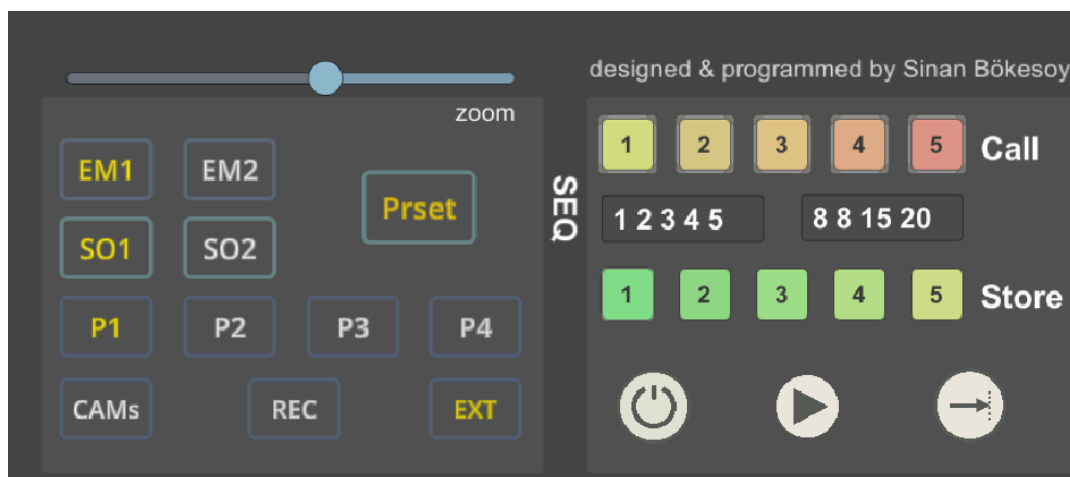 designed & programmed by Sinan Bökesoy
zoom
EM1 EM2
Prset
SO1 SO2
P1 P2 P3 P4
CAMs REC EXT
SEQ
1 2 3 4 5 Call
1 2 3 4 5 8 8 15 20
1 2 3 4 5 Store